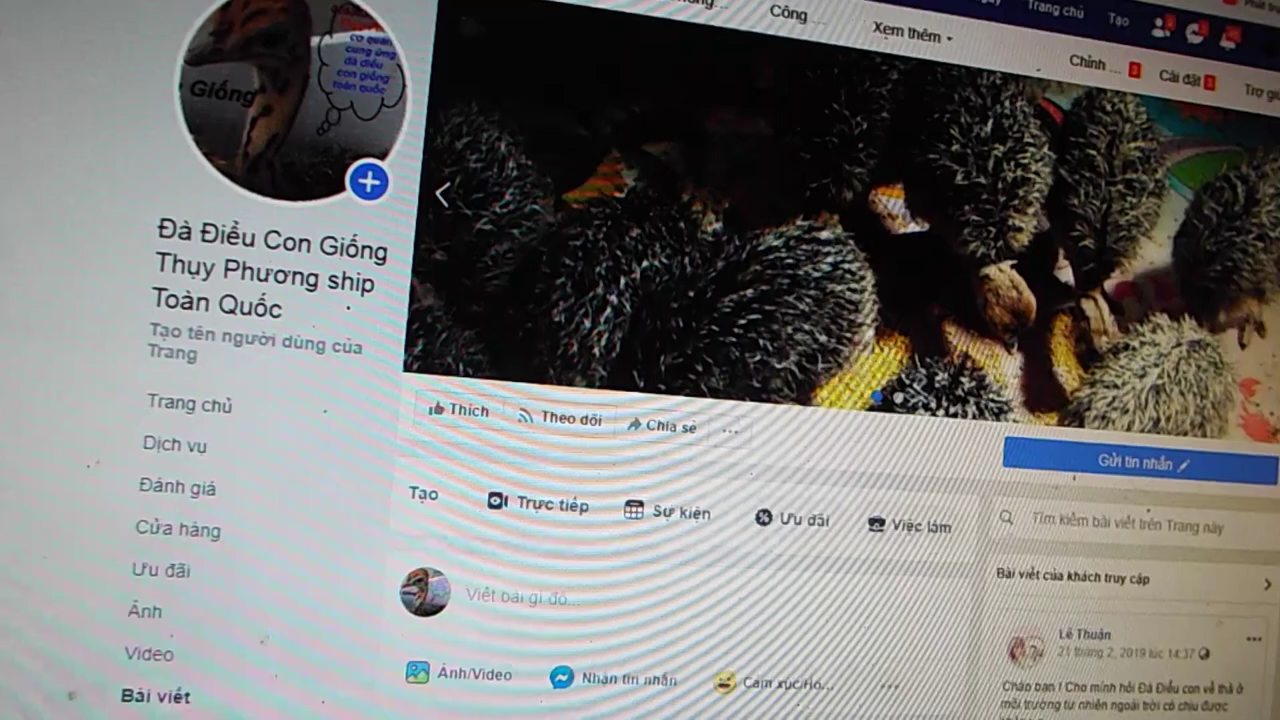 Công ...
Xem thêm
Trang chủ
Tạo
Chỉnh ...
3
Cài đặt
3
cơ quan
cung ứng
đà điểu
con giống
toàn quốc
Giống
Đà Điểu Con Giống
Thụy Phương ship
Toàn Quốc
Tạo tên người dùng của
Trang
Trang chủ
Dịch vụ
Đánh giá
Cửa hàng
Ưu đãi
Ảnh
Video
Bài viết
Thích
Theo dõi
Chia sẻ
...
Gửi tin nhắn
Tạo
Trực tiếp
Sự kiện
Ưu đãi
Việc làm
Tìm kiếm bài viết trên Trang này
Viết bài gì đó...
Bài viết của khách truy cập
Lê Thuận
21 tháng 2, 2019 lúc 14:37
Chào bạn ! Cho mình hỏi Đà Điểu con về thả ở
môi trường tự nhiên ngoài trời có chịu được
Ảnh/Video
Nhận tin nhắn
Cảm xúc/Ho...
...